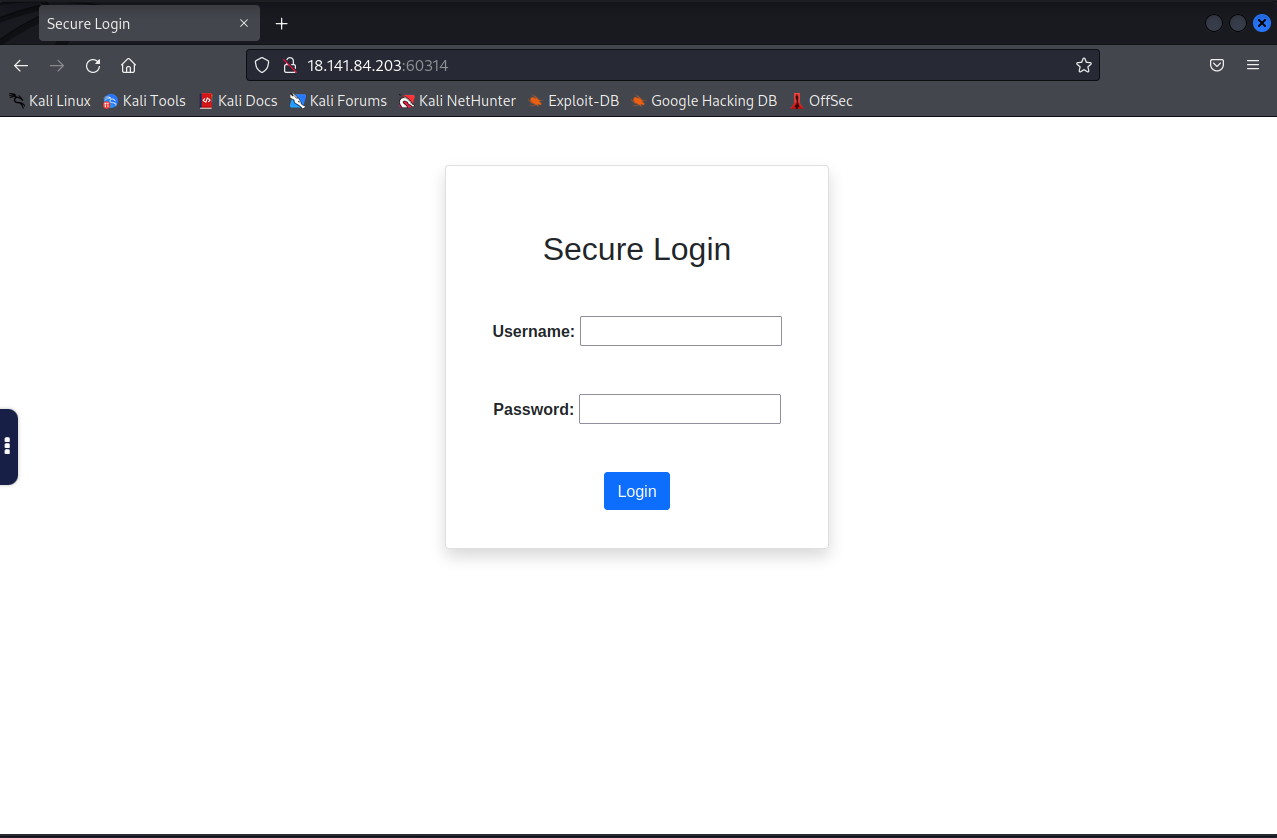 Secure Login
18.141.84.203:60314
Kali Linux Kali Tools Kali Docs Kali Forums Kali NetHunter Exploit-DB Google Hacking DB OffSec
Secure Login
Username:
Password:
Login